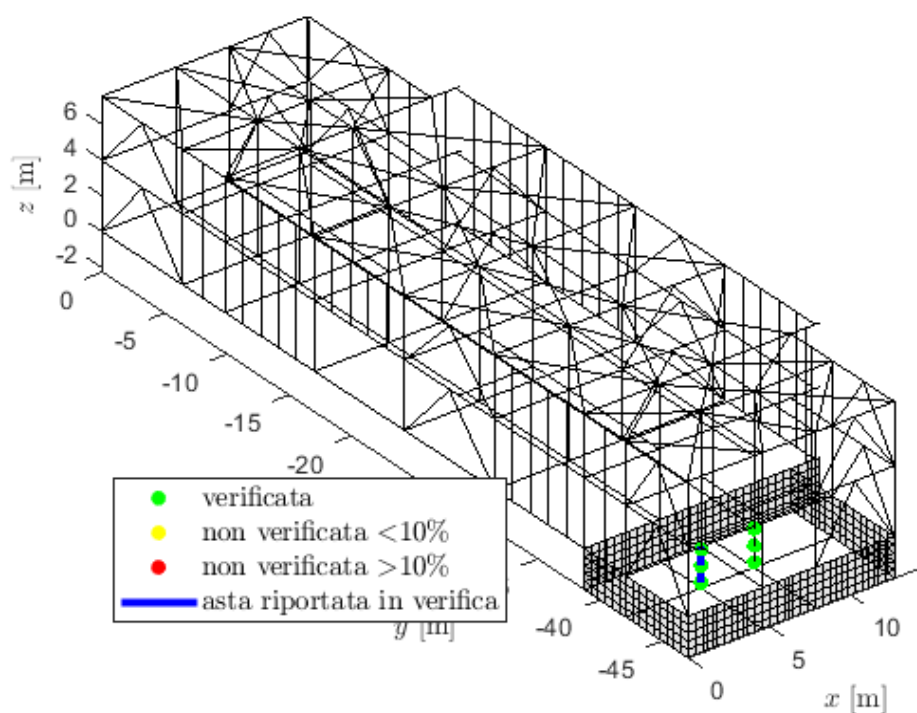 6
4
2
0
-2
z [m]
0
-5
-10
-15
-20
-40
-45
y [m]
0
5
10
x [m]
verificata
non verificata <10%
non verificata >10%
asta riportata in verifica